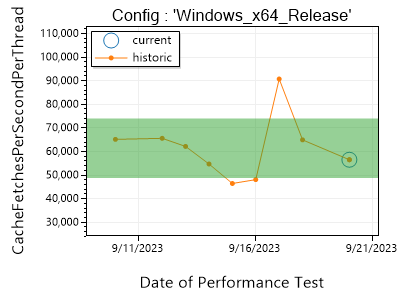 Config : 'Windows_x64_Release'
CacheFetchesPerSecondPerThread
110,000
100,000
90,000
80,000
70,000
60,000
50,000
40,000
30,000
current
historic
9/11/2023
9/16/2023
9/21/2023
Date of Performance Test